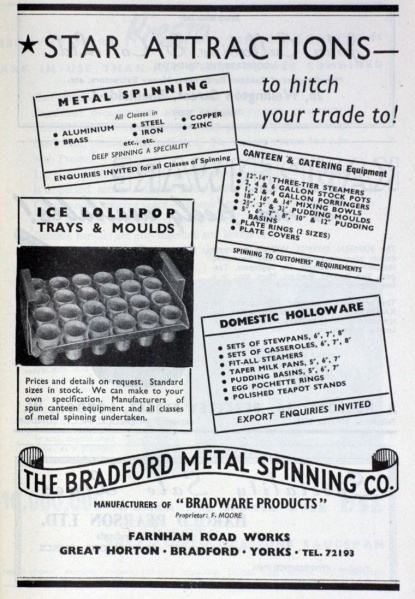 ★STAR ATTRACTIONS—
to hitch
your trade to!
METAL SPINNING
All Classes in
• ALUMINIUM • STEEL • COPPER
• BRASS • IRON • ZINC
etc., etc.
DEEP SPINNING A SPECIALITY
ENQUIRIES INVITED for all Classes of Spinning
CANTEEN & CATERING Equipment
• 12"-14" THREE-TIER STEAMERS
• 2, 4 & 6 GALLON STOCK POTS
• 1, 2 & 4 GALLON PORRINGERS
• 18", 16" & 14" MIXING BOWLS
• 2½", 3" & 3½" PUDDING MOULDS
• 5", 6", 7", 8", 10" & 12" PUDDING
BASINS
• PLATE RINGS (2 SIZES)
• PLATE COVERS
SPINNING TO CUSTOMERS' REQUIREMENTS
ICE LOLLIPOP
TRAYS & MOULDS
Prices and details on request. Standard
sizes in stock. We can make to your
own specification. Manufacturers of
spun canteen equipment and all classes
of metal spinning undertaken.
DOMESTIC HOLLOWARE
• SETS OF STEWPANS, 6", 7", 8"
• SETS OF CASSEROLES, 6", 7", 8"
• FIT-ALL STEAMERS
• TAPER MILK PANS, 5", 6", 7"
• PUDDING BASINS, 5", 6", 7"
• EGG POCHETTE RINGS
• POLISHED TEAPOT STANDS
EXPORT ENQUIRIES INVITED
THE BRADFORD METAL SPINNING CO.
MANUFACTURERS OF "BRADWARE PRODUCTS"
Proprietor: F. MOORE
FARNHAM ROAD WORKS
GREAT HORTON · BRADFORD · YORKS · TEL. 72193